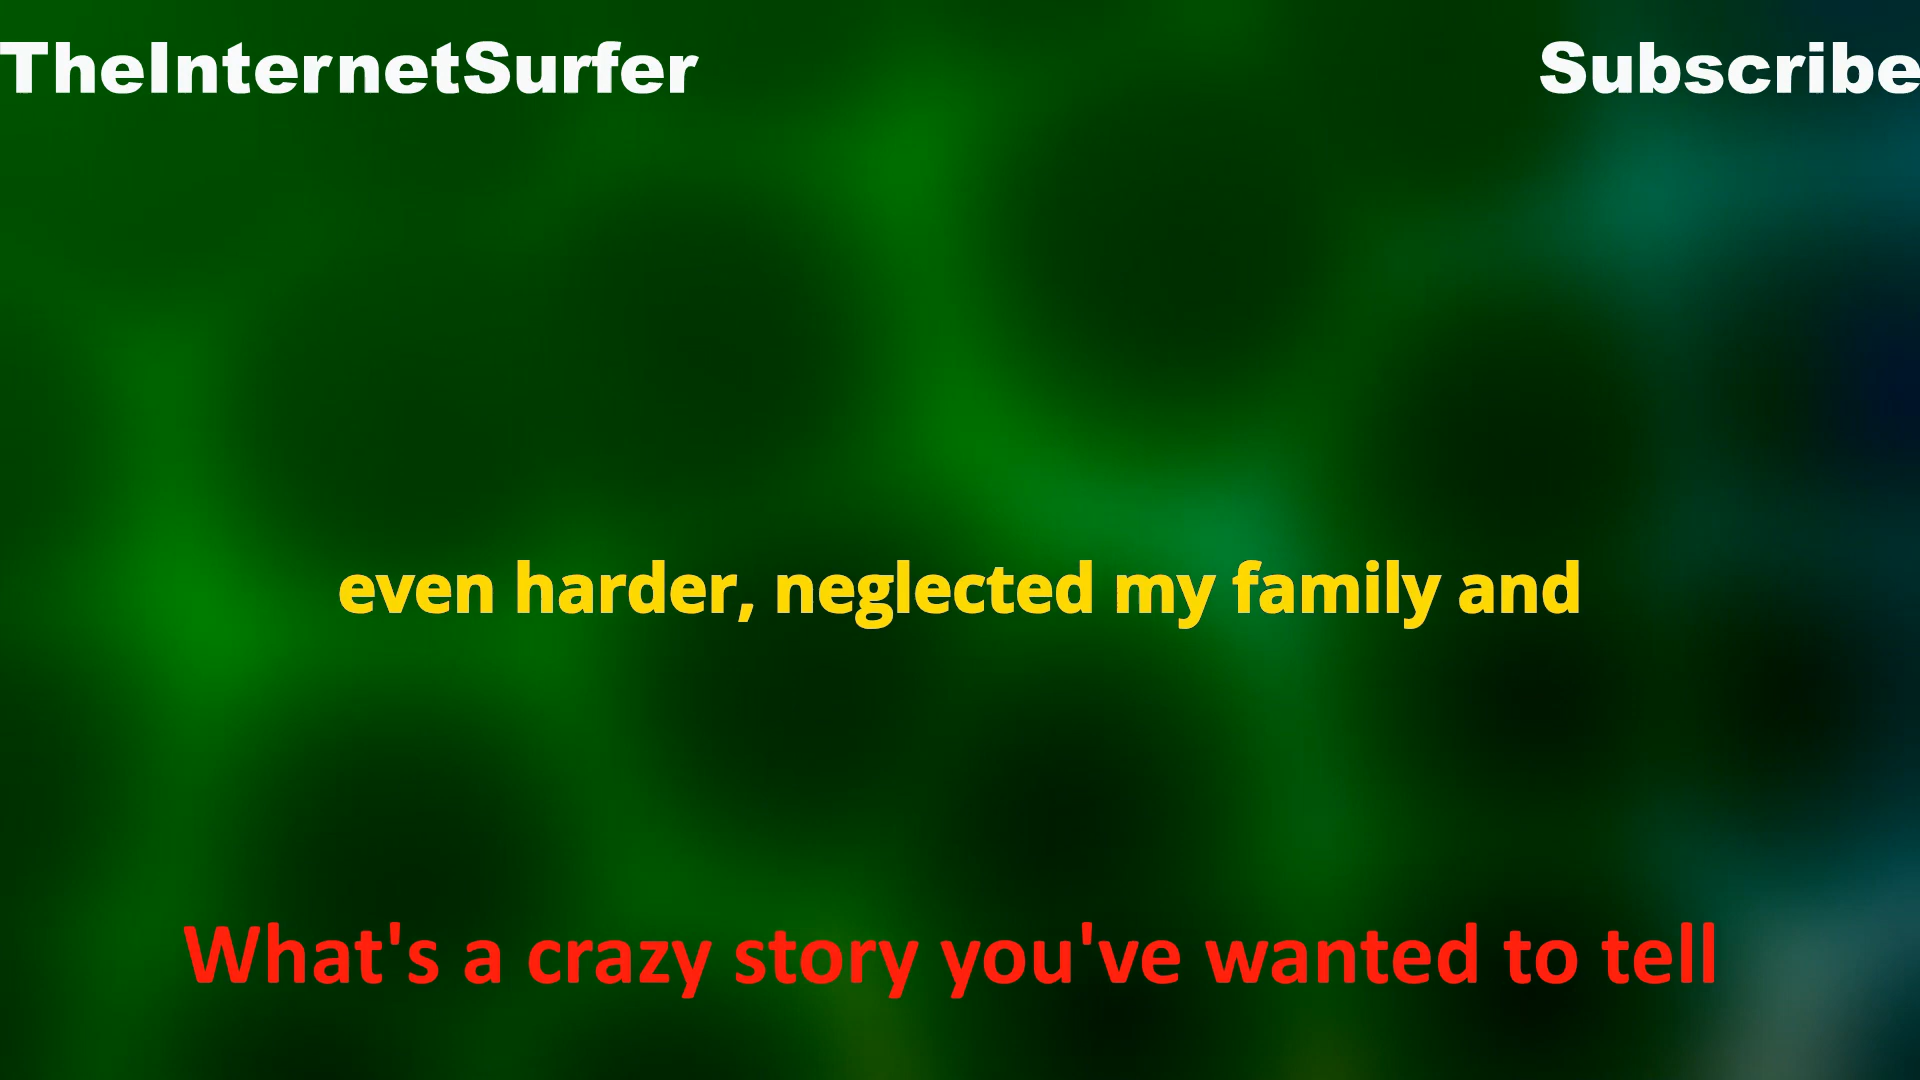 TheInternetSurfer
Subscribe
even harder, neglected my family and
What's a crazy story you've wanted to tell